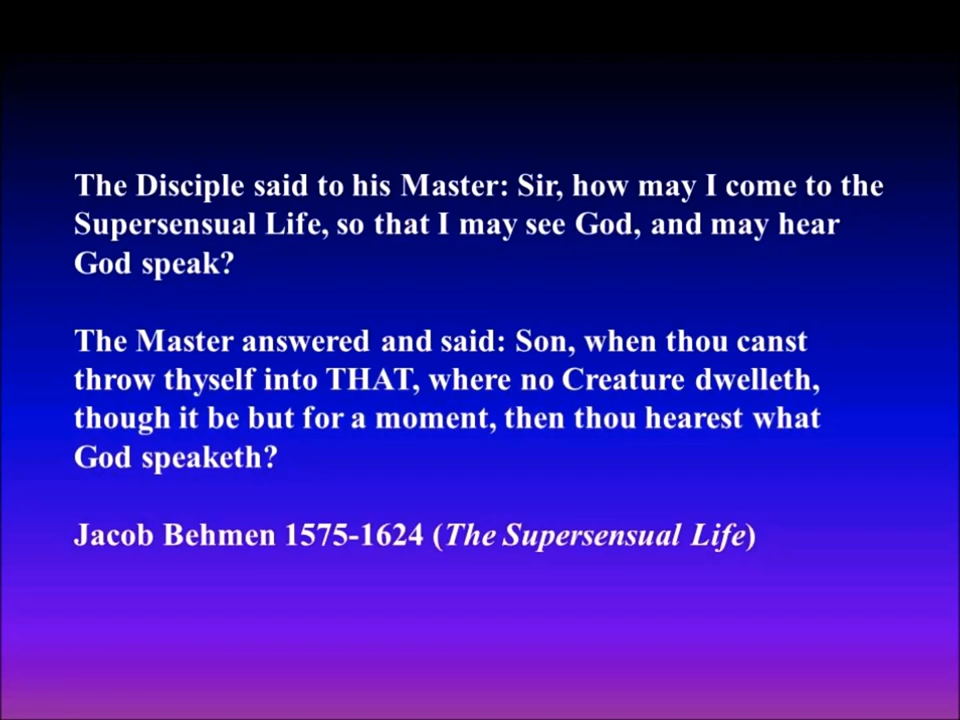 The Disciple said to his Master: Sir, how may I come to the
Supersensual Life, so that I may see God, and may hear
God speak?
The Master answered and said: Son, when thou canst
throw thyself into THAT, where no Creature dwelleth,
though it be but for a moment, then thou hearest what
God speaketh?
Jacob Behmen 1575-1624 (The Supersensual Life)